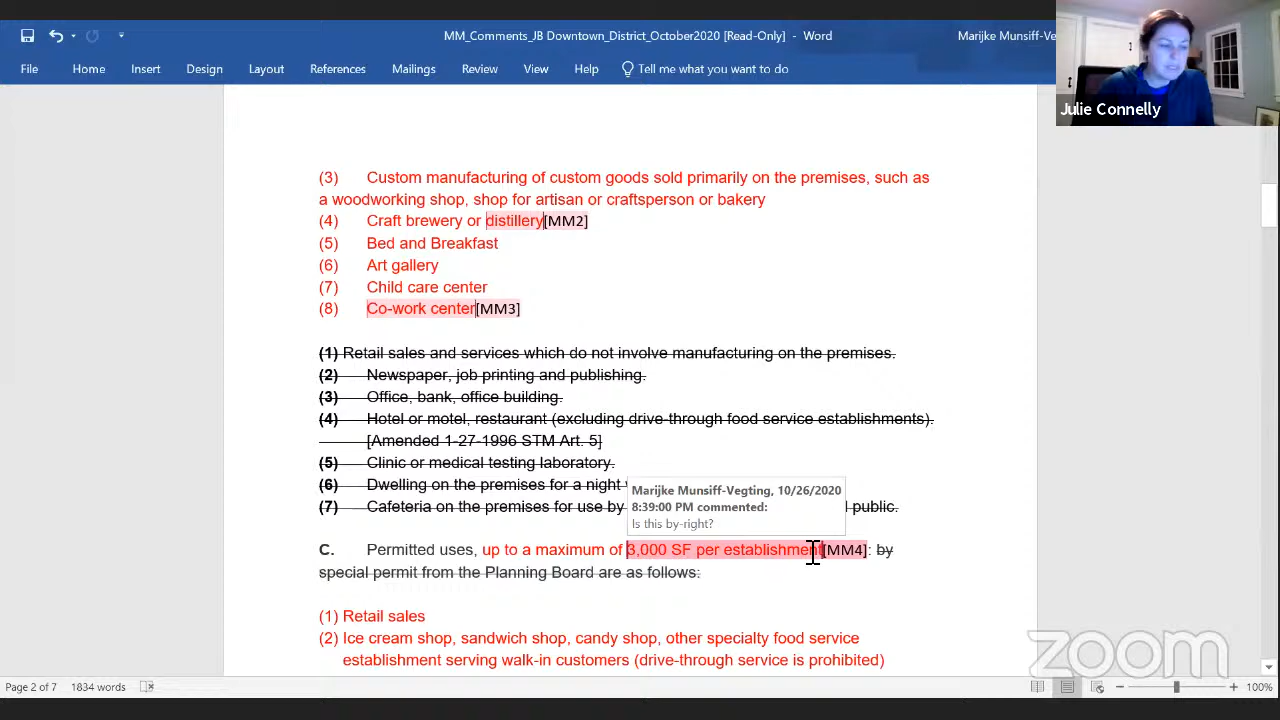 MM_Comments_JB Downtown_District_October2020 [Read-Only] - Word
Marijke Munsiff-Ve
Julie Connelly
File Home Insert Design Layout References Mailings Review View Help Tell me what you want to do
(3) Custom manufacturing of custom goods sold primarily on the premises, such as
a woodworking shop, shop for artisan or craftsperson or bakery
(4) Craft brewery or distillery[MM2]
(5) Bed and Breakfast
(6) Art gallery
(7) Child care center
(8) Co-work center[MM3]
(1) Retail sales and services which do not involve manufacturing on the premises.
(2) Newspaper, job printing and publishing.
(3) Office, bank, office building.
(4) Hotel or motel, restaurant (excluding drive-through food service establishments).
[Amended 1-27-1996 STM Art. 5]
(5) Clinic or medical testing laboratory.
(6) Dwelling on the premises for a night
(7) Cafeteria on the premises for use by public.
Marijke Munsiff-Vegting, 10/26/2020
8:39:00 PM commented:
Is this by-right?
C. Permitted uses, up to a maximum of 3,000 SF per establishment[MM4]: by
special permit from the Planning Board are as follows:
(1) Retail sales
(2) Ice cream shop, sandwich shop, candy shop, other specialty food service
establishment serving walk-in customers (drive-through service is prohibited)
zoom
Page 2 of 7 1834 words 100%